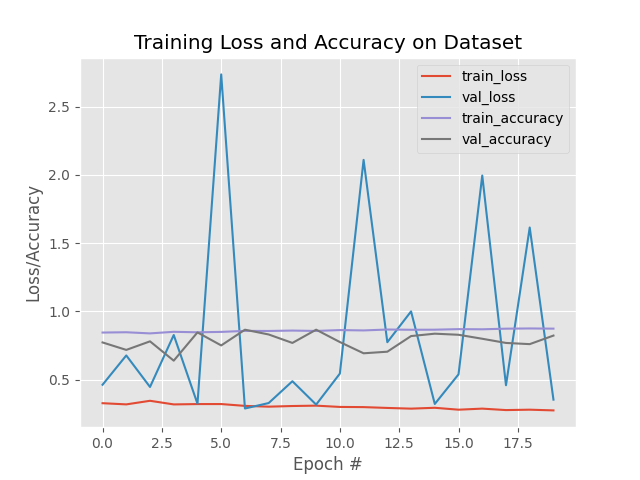 Training Loss and Accuracy on Dataset
train_loss
val_loss
train_accuracy
val_accuracy
Loss/Accuracy
2.5
2.0
1.5
1.0
0.5
0.0 2.5 5.0 7.5 10.0 12.5 15.0 17.5
Epoch #